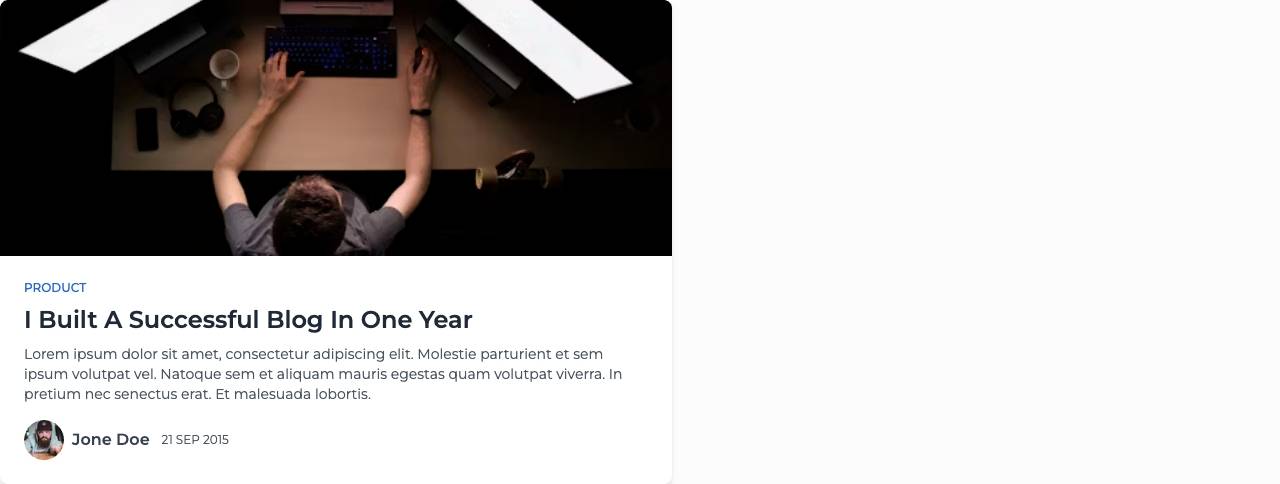 PRODUCT
I Built A Successful Blog In One Year
Lorem ipsum dolor sit amet, consectetur adipiscing elit. Molestie parturient et sem
ipsum volutpat vel. Natoque sem et aliquam mauris egestas quam volutpat viverra. In
pretium nec senectus erat. Et malesuada lobortis.
Jone Doe 21 SEP 2015